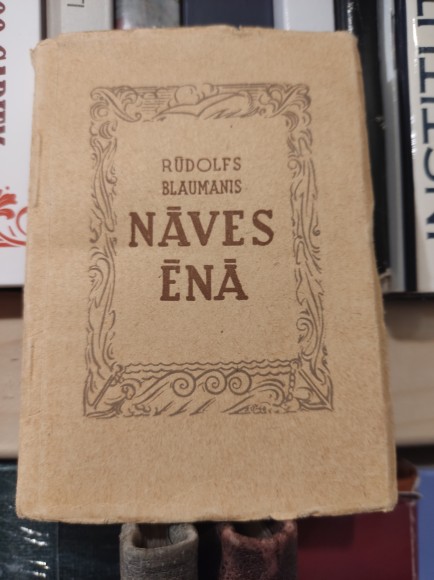 RŪDOLFS
BLAUMANIS
NĀVES
ĒNĀ